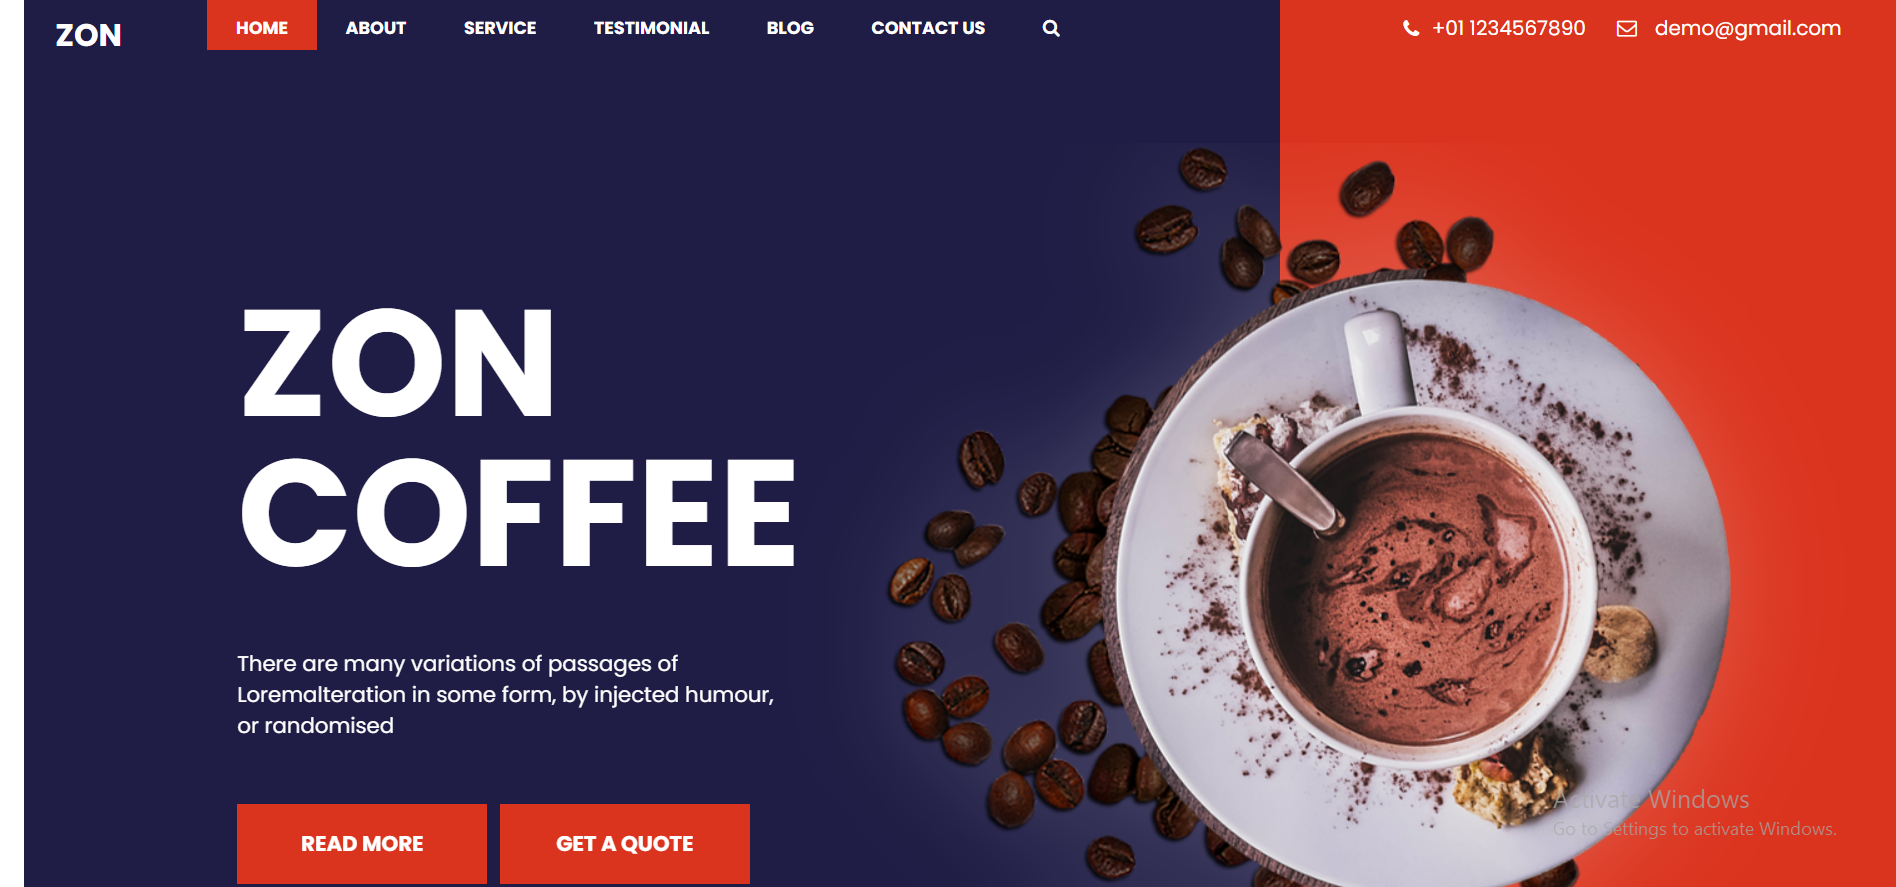 ZON
HOME ABOUT SERVICE TESTIMONIAL BLOG CONTACT US
+01 1234567890 demo@gmail.com
ZON
COFFEE
There are many variations of passages of
Loremalteration in some form, by injected humour,
or randomised
READ MORE GET A QUOTE
Activate Windows
Go to Settings to activate Windows.